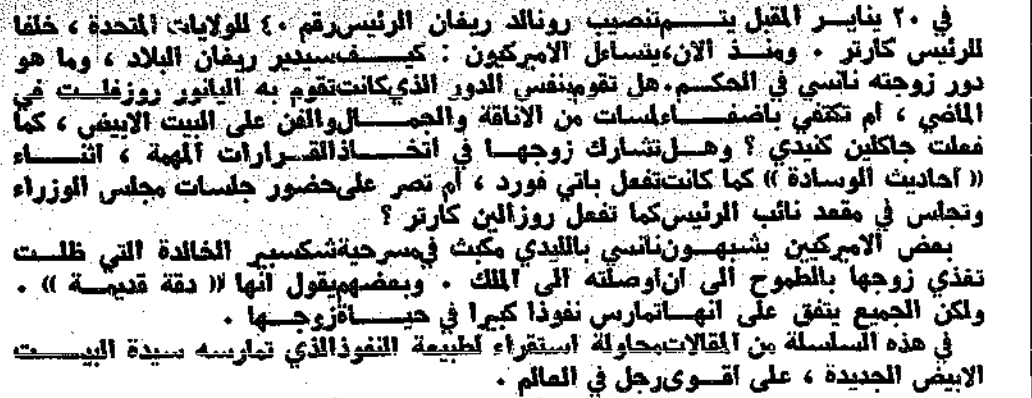 في ٢٠ يناير المقبل يتم تنصيب رونالد ريغان الرئيس رقم ٤٠ للولايات المتحدة ، خلفا
للرئيس كارتر . ومنذ الان، يتساءل الاميركيون : كيف سيدير ريغان البلاد ، وما هو
دور زوجته نانسي في الحكم . هل تقوم بنفس الدور الذي كانت تقوم به اليانور روزفلت في
الماضي ، ام تكتفي باضفاء لمسات من الاناقة والجمال والفن على البيت الابيض ، كما
فعلت جاكلين كنيدي ؟ وهل تشارك زوجها في اتخاذ القرارات المهمة ، اثناء
(( أحاديث الوسادة )) كما كانت تفعل باتي فورد ، أم تصر على حضور جلسات مجلس الوزراء
وتجلس في مقعد نائب الرئيس كما تفعل روزالين كارتر ؟
بعض الاميركيين يشبهون نانسي بالليدي مكبث في مسرحية شكسبير الخالدة التي ظلت
تغذي زوجها بالطموح الى ان اوصلته الى الملك . وبعضهم يقول انها (( دقة قديمة )) .
ولكن الجميع يتفق على انها تمارس نفوذا كبيرا في حياة زوجها .
في هذه السلسلة من المقالات محاولة استقراء لطبيعة النفوذ الذي تمارسه سيدة البيت
الابيض الجديدة ، على اقوى رجل في العالم .